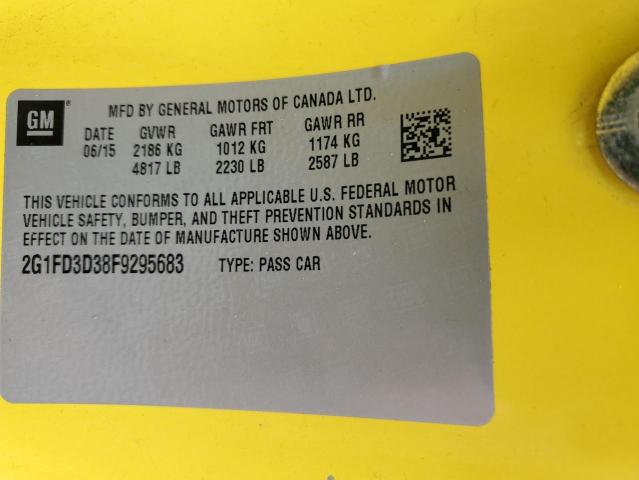 GM
MFD BY GENERAL MOTORS OF CANADA LTD.
DATE GVWR GAWR FRT GAWR RR
06/15 2186 KG 1012 KG 1174 KG
4817 LB 2230 LB 2587 LB
THIS VEHICLE CONFORMS TO ALL APPLICABLE U.S. FEDERAL MOTOR
VEHICLE SAFETY, BUMPER, AND THEFT PREVENTION STANDARDS IN
EFFECT ON THE DATE OF MANUFACTURE SHOWN ABOVE.
2G1FD3D38F9295683 TYPE: PASS CAR